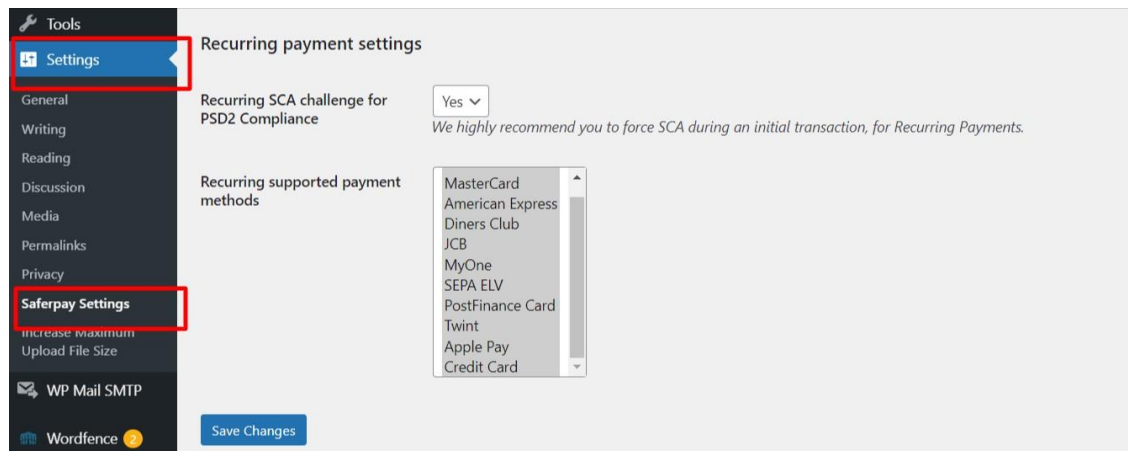 Tools
Settings
General
Writing
Reading
Discussion
Media
Permalinks
Privacy
Saferpay Settings
Increase Maximum
Upload File Size
WP Mail SMTP
Wordfence 2
Recurring payment settings
Recurring SCA challenge for
PSD2 Compliance
Yes
We highly recommend you to force SCA during an initial transaction, for Recurring Payments.
Recurring supported payment
methods
MasterCard
American Express
Diners Club
JCB
MyOne
SEPA ELV
PostFinance Card
Twint
Apple Pay
Credit Card
Save Changes